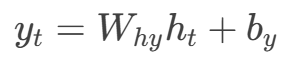 y_t = W_{hy}h_t + b_y